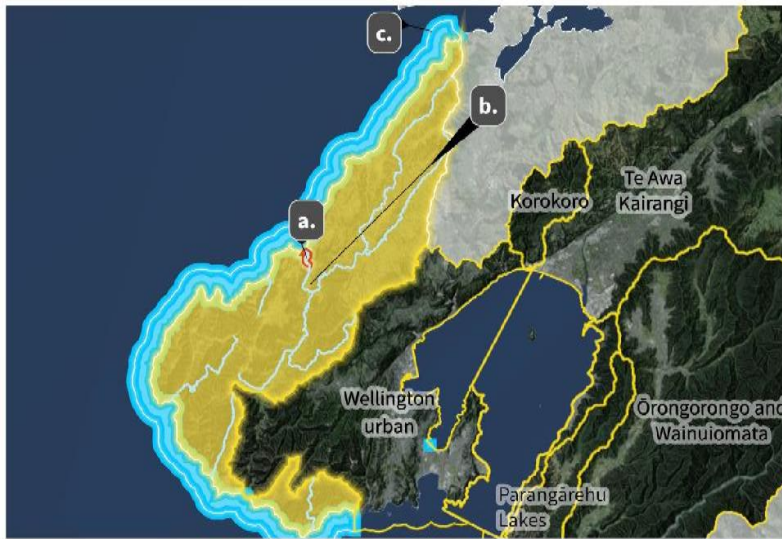 c.
b.
Korokoro
Te Awa
Kairangi
a.
Wellington
urban
Ōrongorongo and
Wainuiomata
Parangārehu
Lakes